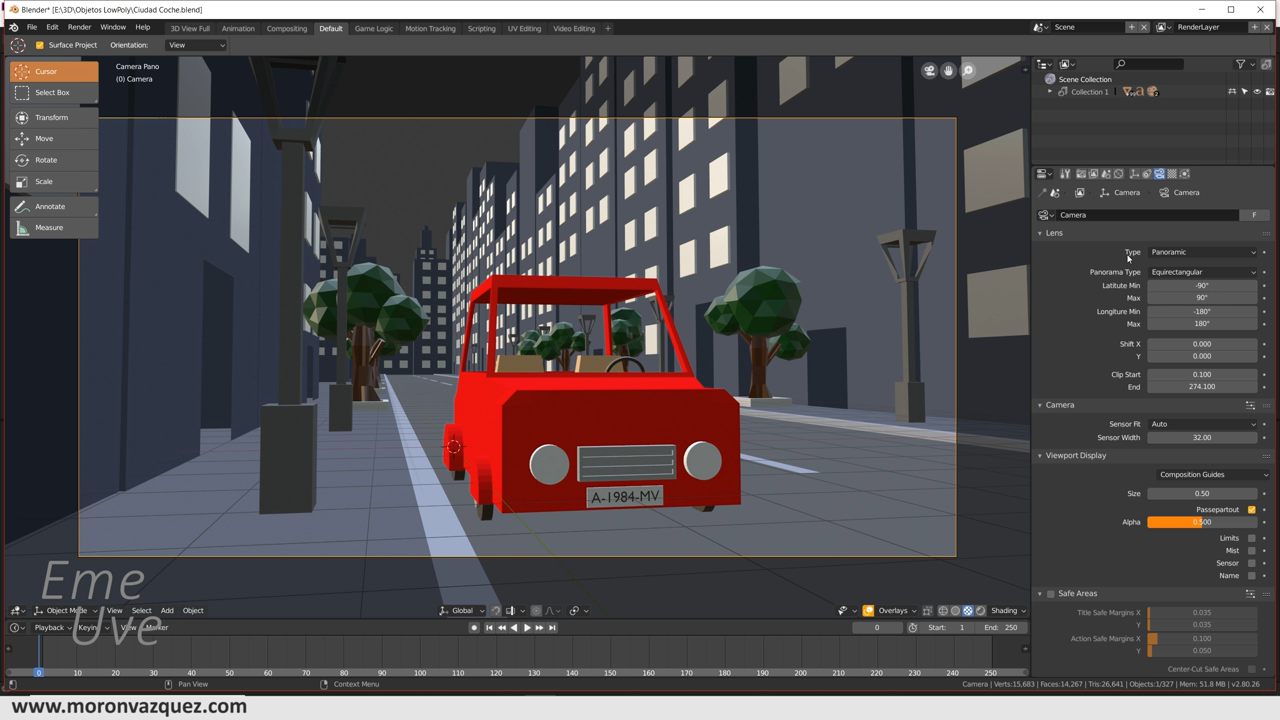 Blender* [E:\3D\Objetos LowPoly\Ciudad Coche.blend]
File Edit Render Window Help
3D View Full Animation Compositing Default Game Logic Motion Tracking Scripting UV Editing Video Editing
Scene RenderLayer
Surface Project Orientation: View
Cursor
Select Box
Transform
Move
Rotate
Scale
Annotate
Measure
Camera Pano
(0) Camera
A-1984-MV
Eme
Uve
Object Mode View Select Add Object Global Overlays Shading
Playback Keying View Marker 0 Start: 1 End: 250
0 10 20 30 40 50 60 70 80 90 100 110 120 130 140 150 160 170 180 190 200 210 220 230 240 250
Pan View Context Menu
Camera | Verts:15,683 | Faces:14,267 | Tris:26,641 | Objects:1/327 | Mem: 51.8 MB | v2.80.26
Scene Collection
Collection 1
Camera Camera
Camera F
Lens
Type Panoramic
Panorama Type Equirectangular
Latitute Min -90°
Max 90°
Longiture Min -180°
Max 180°
Shift X 0.000
Y 0.000
Clip Start 0.100
End 274.100
Camera
Sensor Fit Auto
Sensor Width 32.00
Viewport Display
Composition Guides
Size 0.50
Passepartout
Alpha 0.500
Limits
Mist
Sensor
Name
Safe Areas
Title Safe Margins X 0.035
Y 0.035
Action Safe Margins X 0.100
Y 0.050
Center-Cut Safe Areas
www.moronvazquez.com